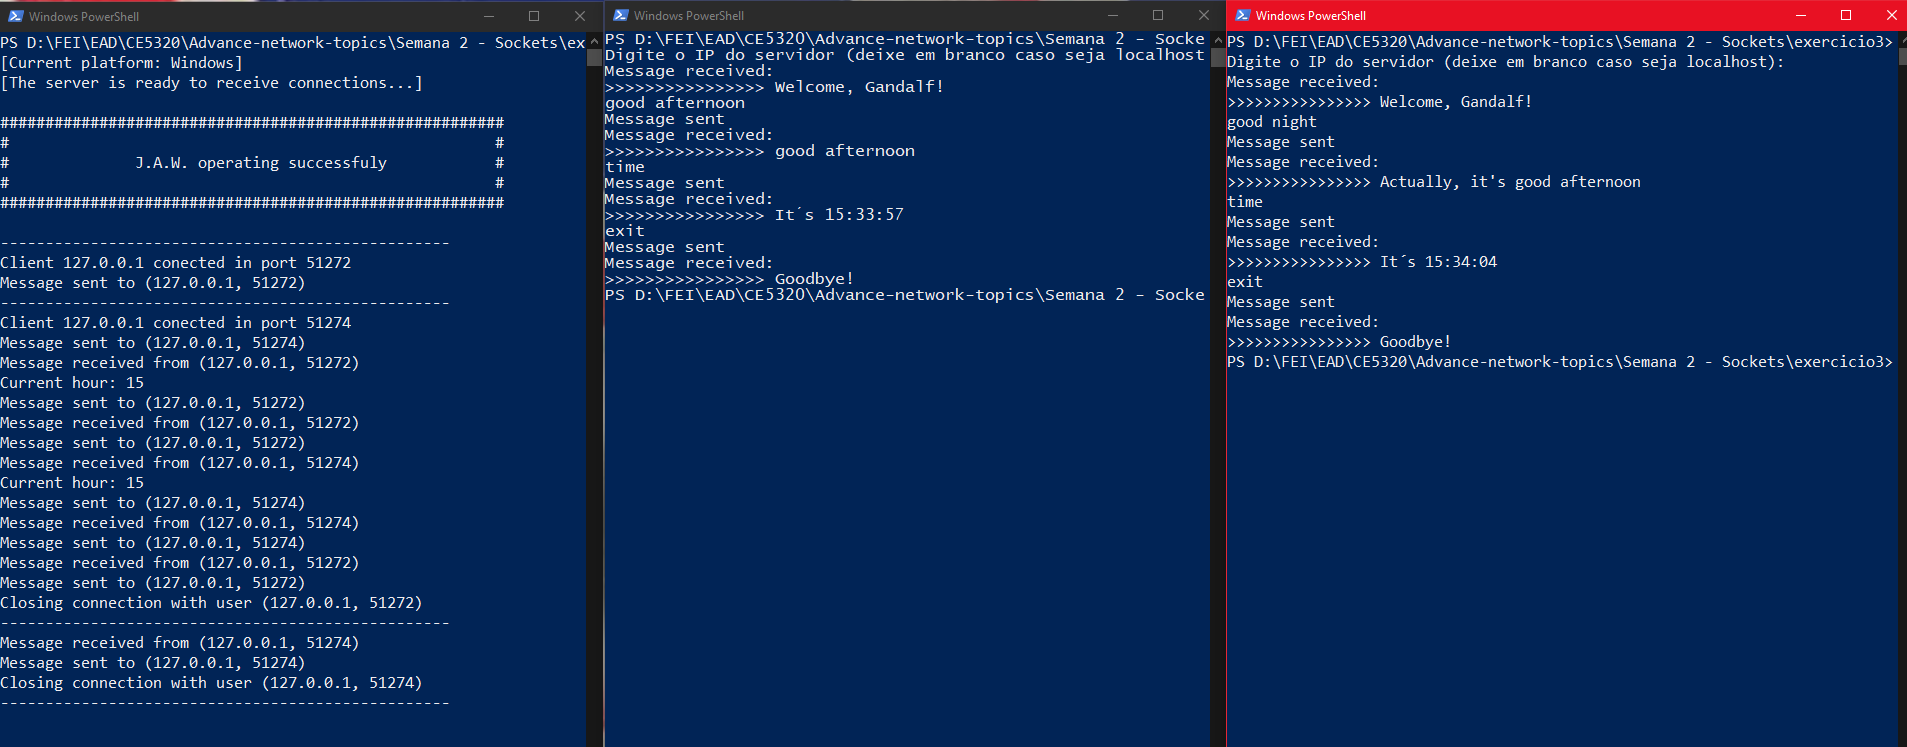 Windows PowerShell
PS D:\FEI\EAD\CE5320\Advance-network-topics\Semana 2 - Sockets\ex
[Current platform: Windows]
[The server is ready to receive connections...]
########################################################
#                                                      #
#              J.A.W. operating successfuly            #
#                                                      #
########################################################
--------------------------------------------------
Client 127.0.0.1 conected in port 51272
Message sent to (127.0.0.1, 51272)
--------------------------------------------------
Client 127.0.0.1 conected in port 51274
Message sent to (127.0.0.1, 51274)
Message received from (127.0.0.1, 51272)
Current hour: 15
Message sent to (127.0.0.1, 51272)
Message received from (127.0.0.1, 51272)
Message sent to (127.0.0.1, 51272)
Message received from (127.0.0.1, 51274)
Current hour: 15
Message sent to (127.0.0.1, 51274)
Message received from (127.0.0.1, 51274)
Message sent to (127.0.0.1, 51274)
Message received from (127.0.0.1, 51272)
Message sent to (127.0.0.1, 51272)
Closing connection with user (127.0.0.1, 51272)
--------------------------------------------------
Message received from (127.0.0.1, 51274)
Message sent to (127.0.0.1, 51274)
Closing connection with user (127.0.0.1, 51274)
--------------------------------------------------
Windows PowerShell
PS D:\FEI\EAD\CE5320\Advance-network-topics\Semana 2 - Socke
Digite o IP do servidor (deixe em branco caso seja localhost
Message received:
>>>>>>>>>>>>>>>> Welcome, Gandalf!
good afternoon
Message sent
Message received:
>>>>>>>>>>>>>>>> good afternoon
time
Message sent
Message received:
>>>>>>>>>>>>>>>> It´s 15:33:57
exit
Message sent
Message received:
>>>>>>>>>>>>>>>> Goodbye!
PS D:\FEI\EAD\CE5320\Advance-network-topics\Semana 2 - Socke
Windows PowerShell
PS D:\FEI\EAD\CE5320\Advance-network-topics\Semana 2 - Sockets\exercicio3>
Digite o IP do servidor (deixe em branco caso seja localhost):
Message received:
>>>>>>>>>>>>>>>> Welcome, Gandalf!
good night
Message sent
Message received:
>>>>>>>>>>>>>>>> Actually, it's good afternoon
time
Message sent
Message received:
>>>>>>>>>>>>>>>> It´s 15:34:04
exit
Message sent
Message received:
>>>>>>>>>>>>>>>> Goodbye!
PS D:\FEI\EAD\CE5320\Advance-network-topics\Semana 2 - Sockets\exercicio3>